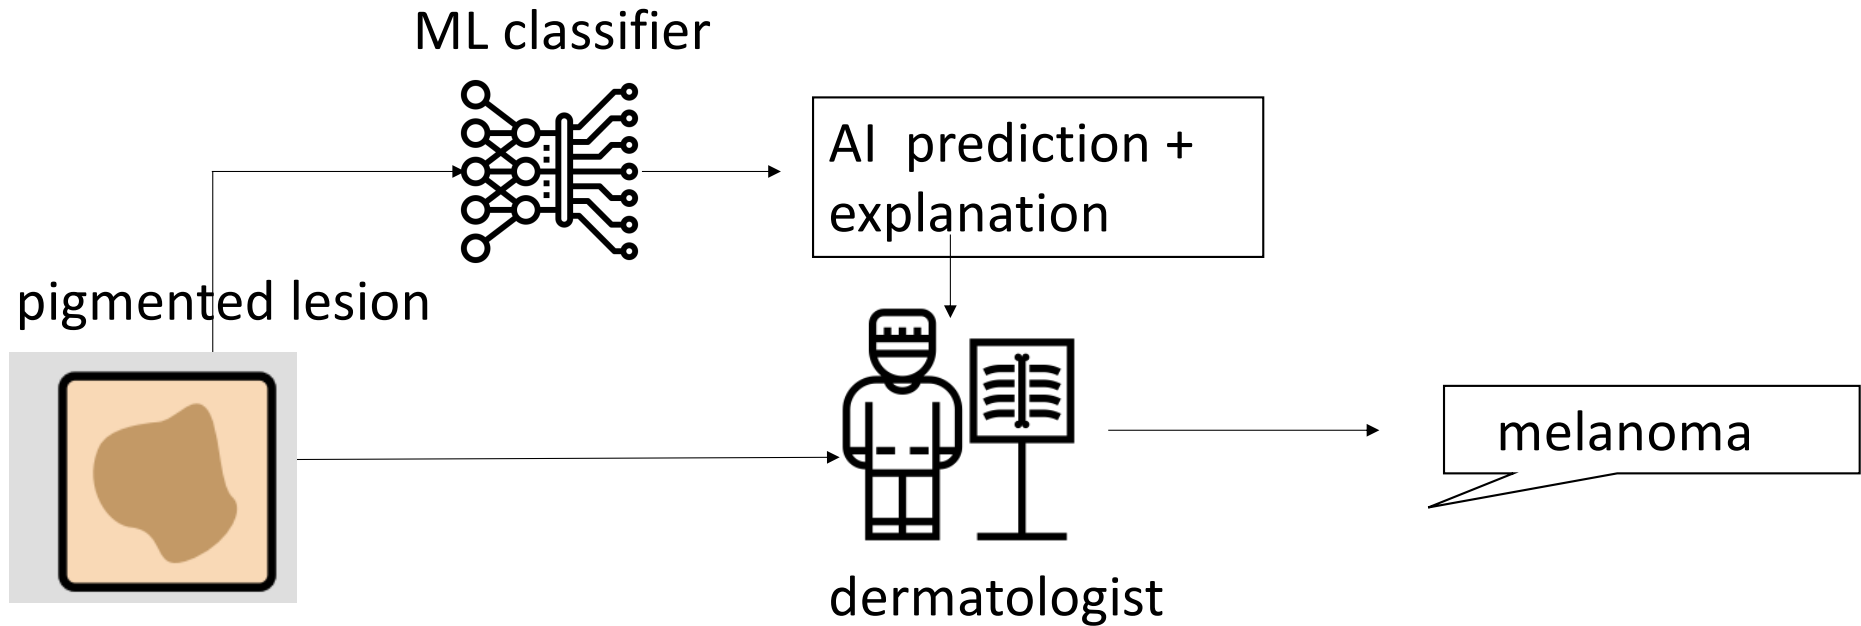 ML classifier
AI prediction +
explanation
pigmented lesion
melanoma
dermatologist